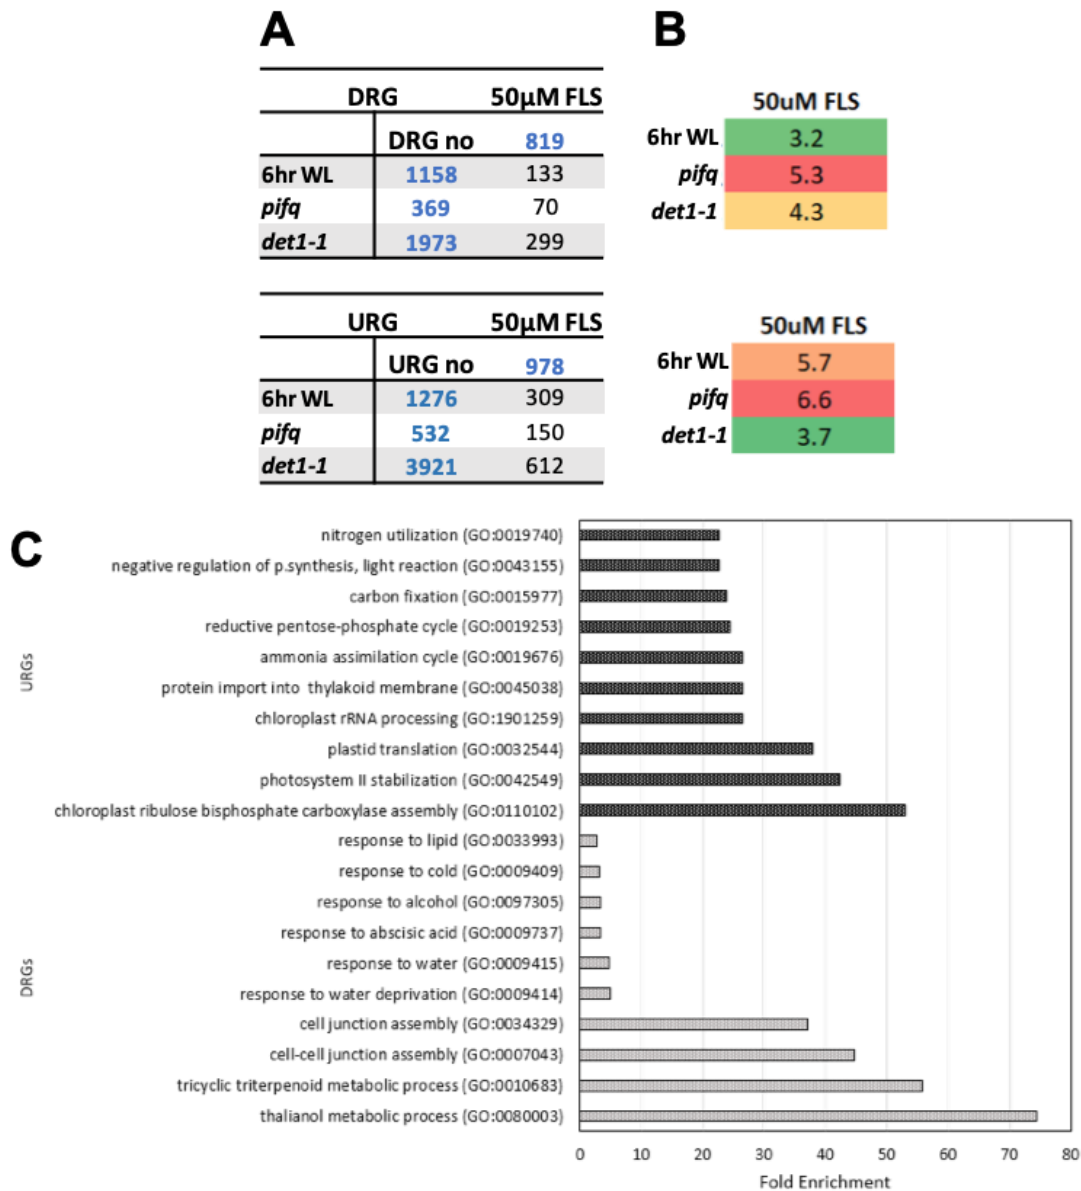 A
B
DRG 50µM FLS
DRG no 819
6hr WL 1158 133
pifq 369 70
det1-1 1973 299
50uM FLS
6hr WL 3.2
pifq 5.3
det1-1 4.3
URG 50µM FLS
URG no 978
6hr WL 1276 309
pifq 532 150
det1-1 3921 612
50uM FLS
6hr WL 5.7
pifq 6.6
det1-1 3.7
C
URGs
nitrogen utilization (GO:0019740)
negative regulation of p.synthesis, light reaction (GO:0043155)
carbon fixation (GO:0015977)
reductive pentose-phosphate cycle (GO:0019253)
ammonia assimilation cycle (GO:0019676)
protein import into thylakoid membrane (GO:0045038)
chloroplast rRNA processing (GO:1901259)
plastid translation (GO:0032544)
photosystem II stabilization (GO:0042549)
chloroplast ribulose bisphosphate carboxylase assembly (GO:0110102)
DRGs
response to lipid (GO:0033993)
response to cold (GO:0009409)
response to alcohol (GO:0097305)
response to abscisic acid (GO:0009737)
response to water (GO:0009415)
response to water deprivation (GO:0009414)
cell junction assembly (GO:0034329)
cell-cell junction assembly (GO:0007043)
tricyclic triterpenoid metabolic process (GO:0010683)
thalianol metabolic process (GO:0080003)
0 10 20 30 40 50 60 70 80
Fold Enrichment